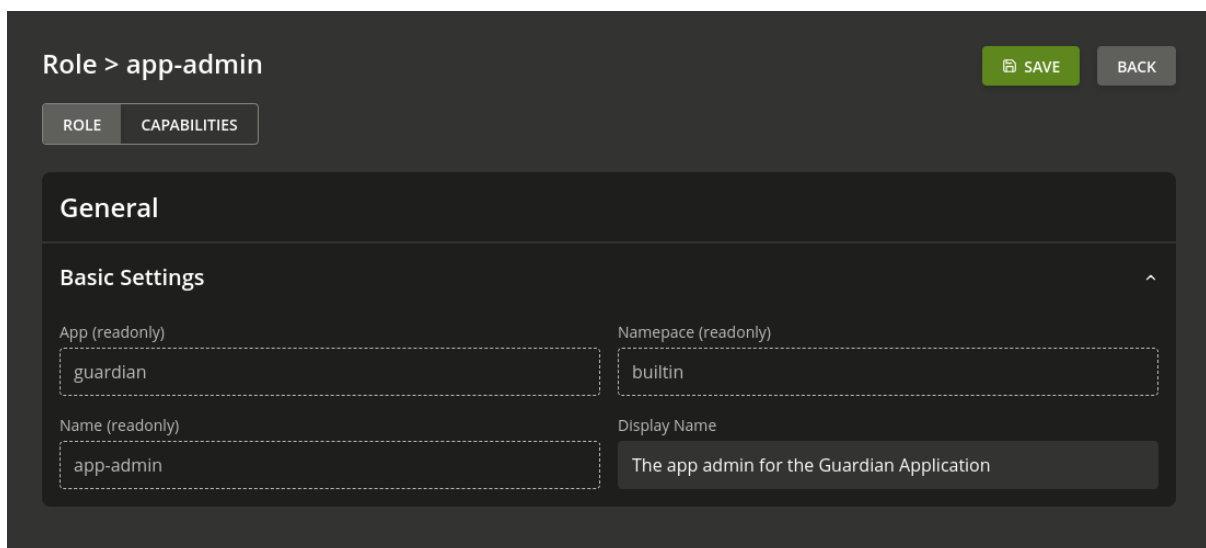 Role > app-admin
SAVE
BACK
ROLE
CAPABILITIES
General
Basic Settings
App (readonly)
Namepace (readonly)
guardian
builtin
Name (readonly)
Display Name
app-admin
The app admin for the Guardian Application